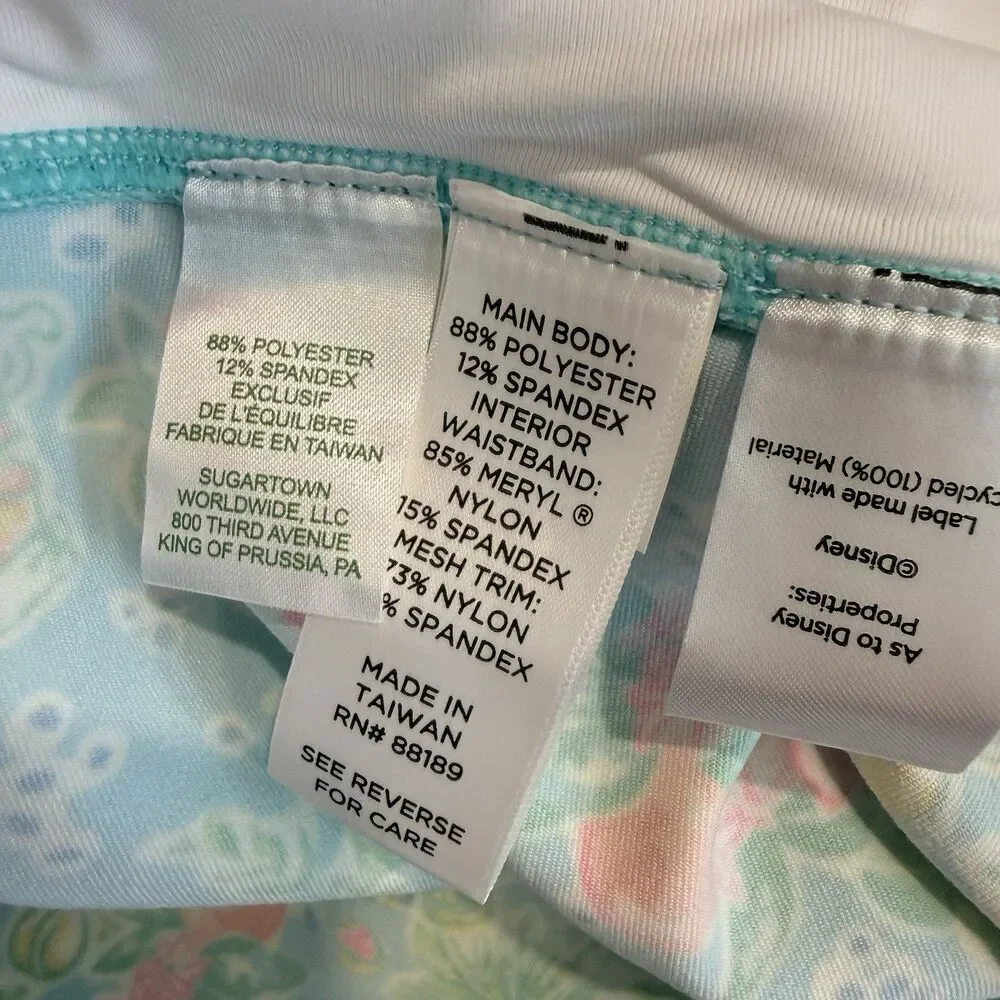 88% POLYESTER
12% SPANDEX
EXCLUSIF
DE L'ÉQUILIBRE
FABRIQUE EN TAIWAN
SUGARTOWN
WORLDWIDE, LLC
800 THIRD AVENUE
KING OF PRUSSIA, PA
MAIN BODY:
88% POLYESTER
12% SPANDEX
INTERIOR
WAISTBAND:
85% MERYL ®
NYLON
15% SPANDEX
MESH TRIM:
73% NYLON
% SPANDEX
MADE IN
TAIWAN
RN# 88189
SEE REVERSE
FOR CARE
As to Disney
Properties:
©Disney
Label made with
cycled (100%) Material